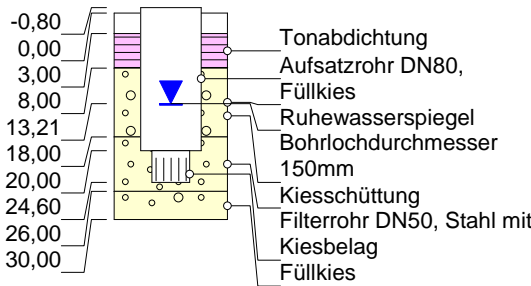 -0,80
0,00
3,00
8,00
13,21
18,00
20,00
24,60
26,00
30,00
Tonabdichtung
Aufsatzrohr DN80,
Füllkies
Ruhewasserspiegel
Bohrlochdurchmesser
150mm
Kiesschüttung
Filterrohr DN50, Stahl mit
Kiesbelag
Füllkies